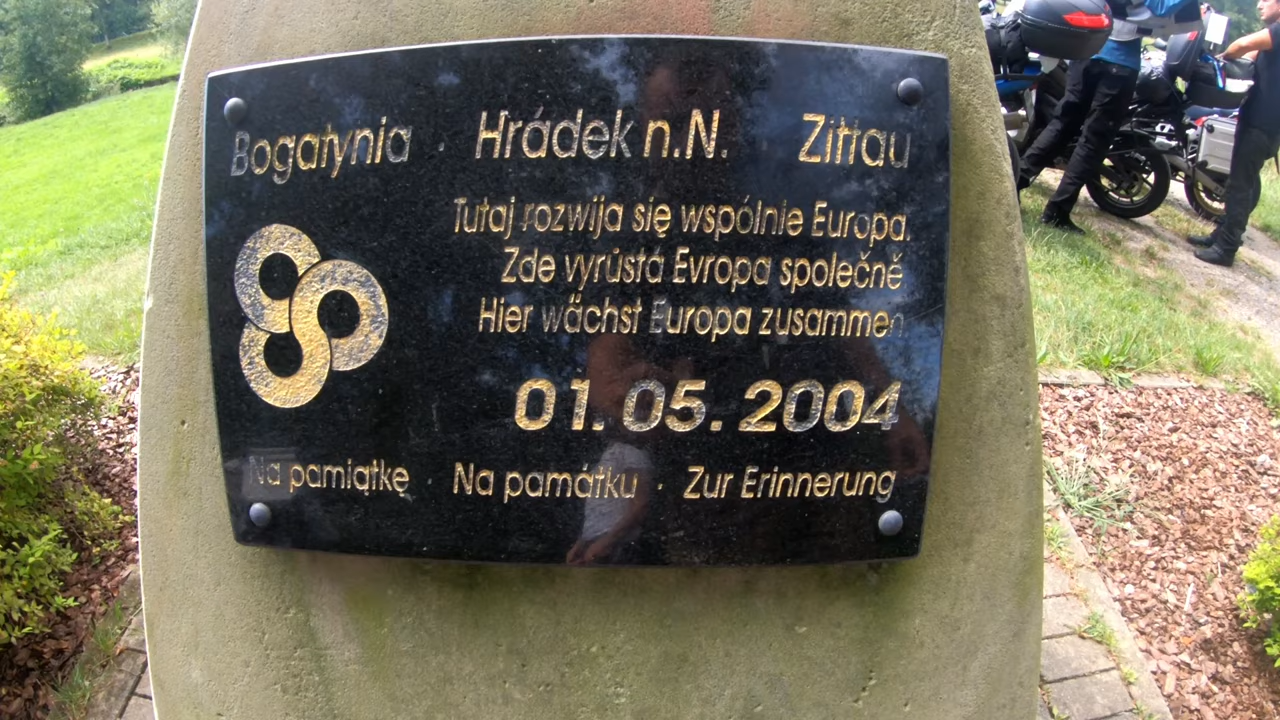 Bogatynia · Hrádek n.N. Zittau
Tutaj rozwija się wspólnie Europa.
Zde vyrůstá Evropa společně
Hier wächst Europa zusammen
01. 05. 2004
Na pamiątkę · Na památku · Zur Erinnerung